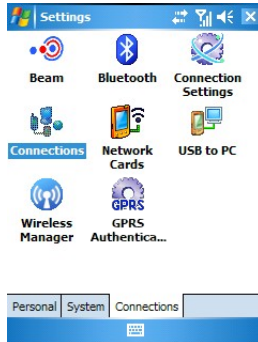 Settings
Beam Bluetooth Connection
Settings
Connections Network
Cards USB to PC
Wireless
Manager GPRS
GPRS
Authentica...
Personal System Connections